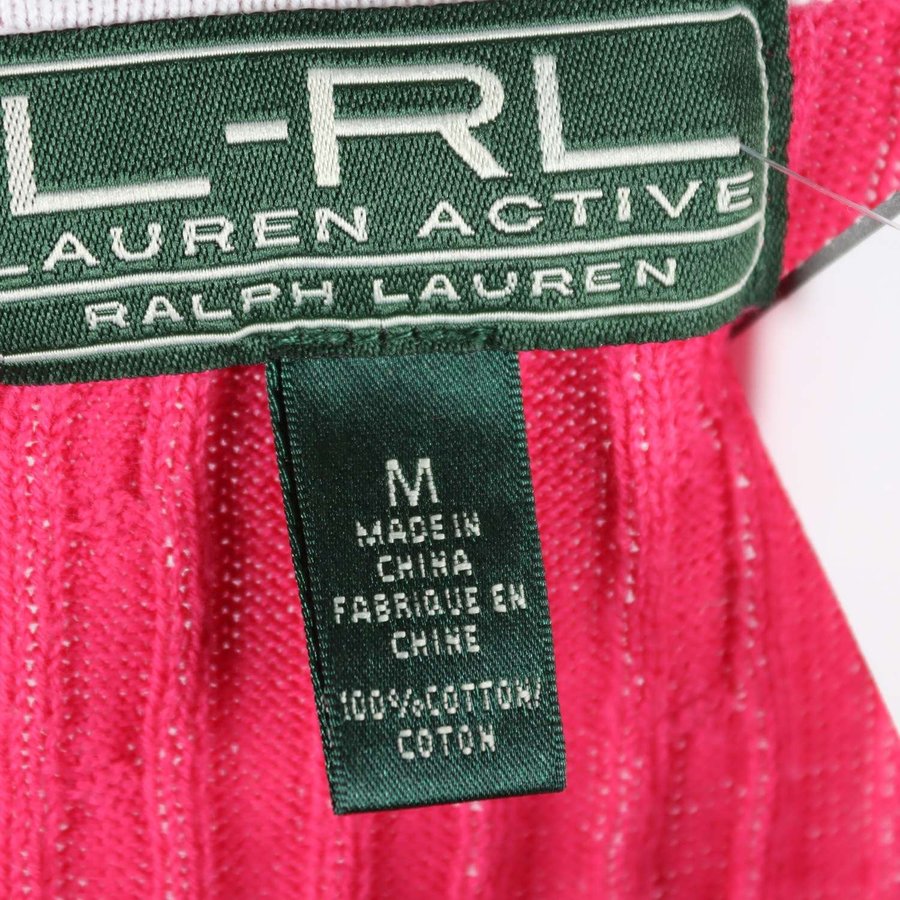 L-RL
LAUREN ACTIVE
RALPH LAUREN
M
MADE IN
CHINA
FABRIQUE EN
CHINE
100% COTTON/
COTON